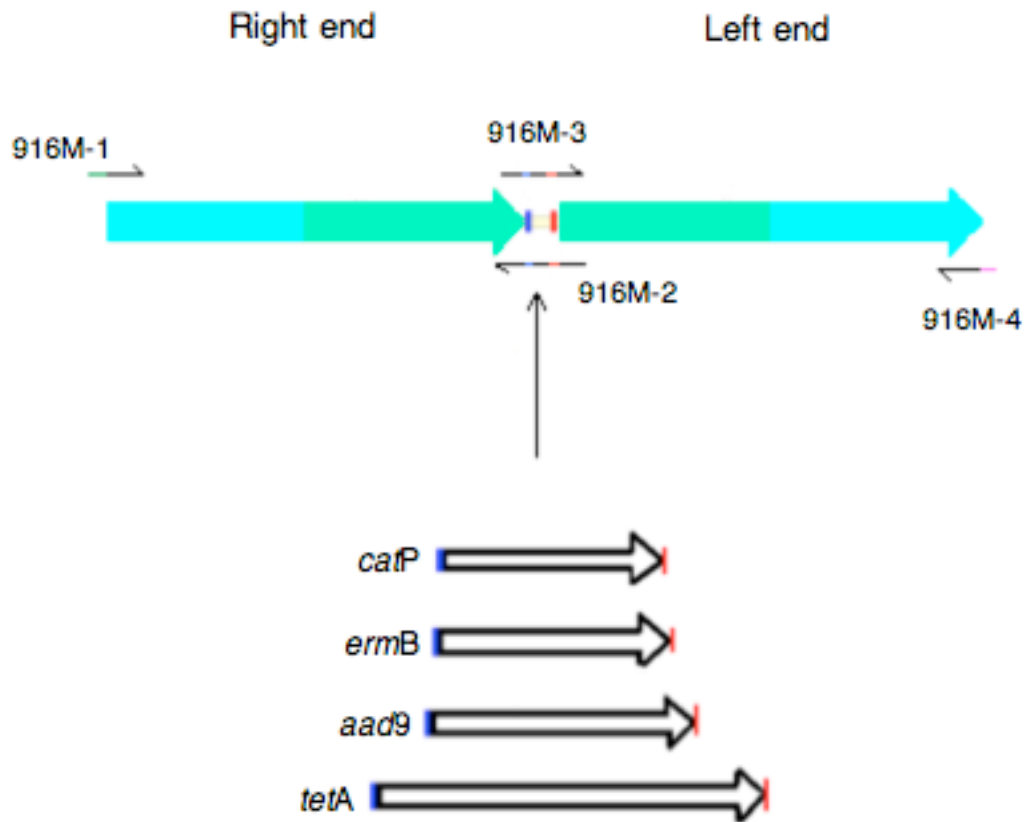 Right end
Left end
916M-1
916M-3
916M-2
916M-4
catP
ermB
aad9
tetA